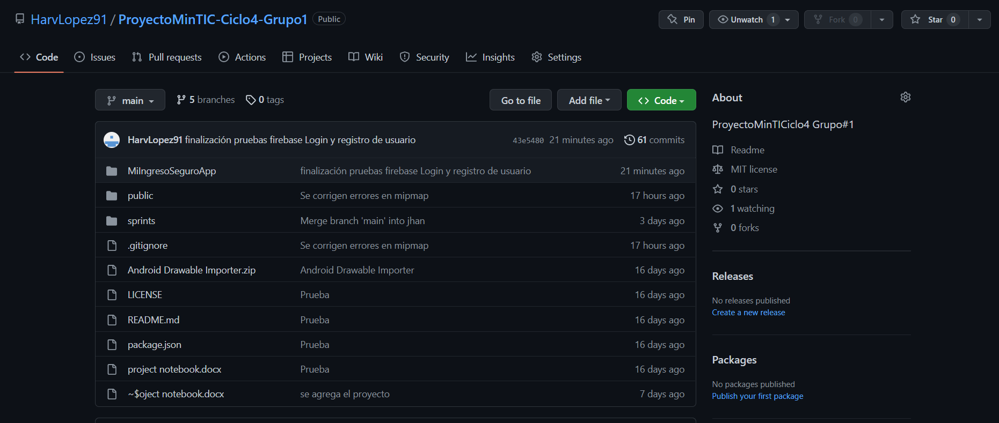 HarvLopez91 / ProyectoMinTIC-Ciclo4-Grupo1 Public
Pin Unwatch 1 Fork 0 Star 0
Code Issues Pull requests Actions Projects Wiki Security Insights Settings
main 5 branches 0 tags Go to file Add file Code
HarvLopez91 finalización pruebas firebase Login y registro de usuario 43e5480 21 minutes ago 61 commits
MiIngresoSeguroApp finalización pruebas firebase Login y registro de usuario 21 minutes ago
public Se corrigen errores en mipmap 17 hours ago
sprints Merge branch 'main' into jhan 3 days ago
.gitignore Se corrigen errores en mipmap 17 hours ago
Android Drawable Importer.zip Android Drawable Importer 16 days ago
LICENSE Prueba 16 days ago
README.md Prueba 16 days ago
package.json Prueba 16 days ago
project notebook.docx Prueba 16 days ago
~$oject notebook.docx se agrega el proyecto 7 days ago
About
ProyectoMinTICiclo4 Grupo#1
Readme
MIT license
0 stars
1 watching
0 forks
Releases
No releases published
Create a new release
Packages
No packages published
Publish your first package